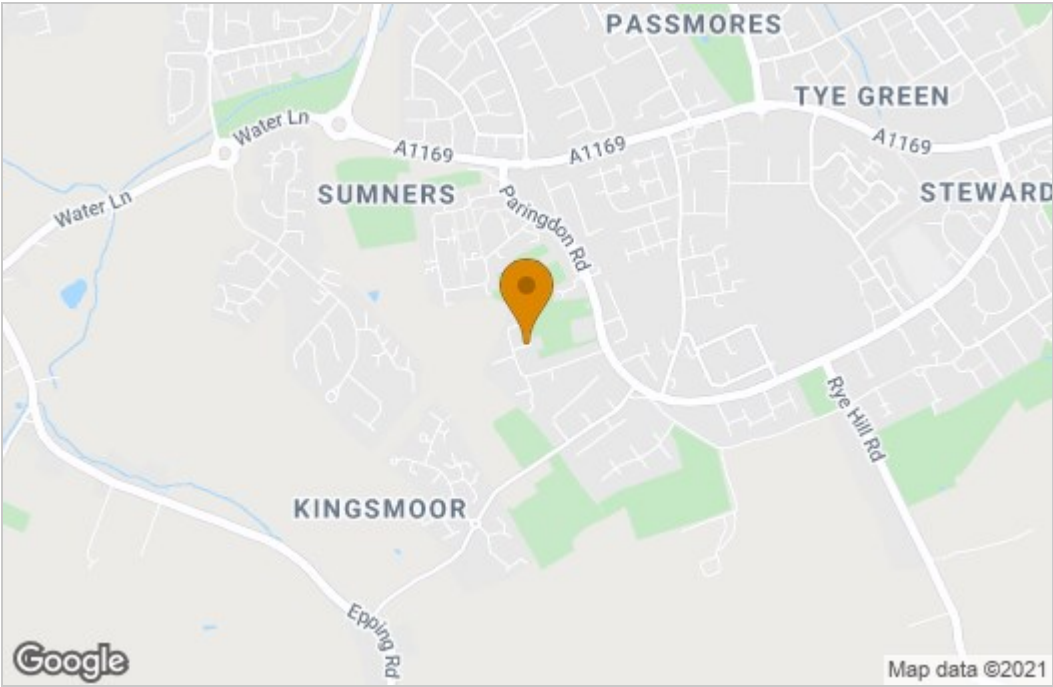 PASSMORES
TYE GREEN
Water Ln
A1169
A1169
A1169
SUMNERS
STEWARD
Water Ln
Paringdon Rd
Rye Hill Rd
KINGSMOOR
Epping Rd
Google
Map data ©2021